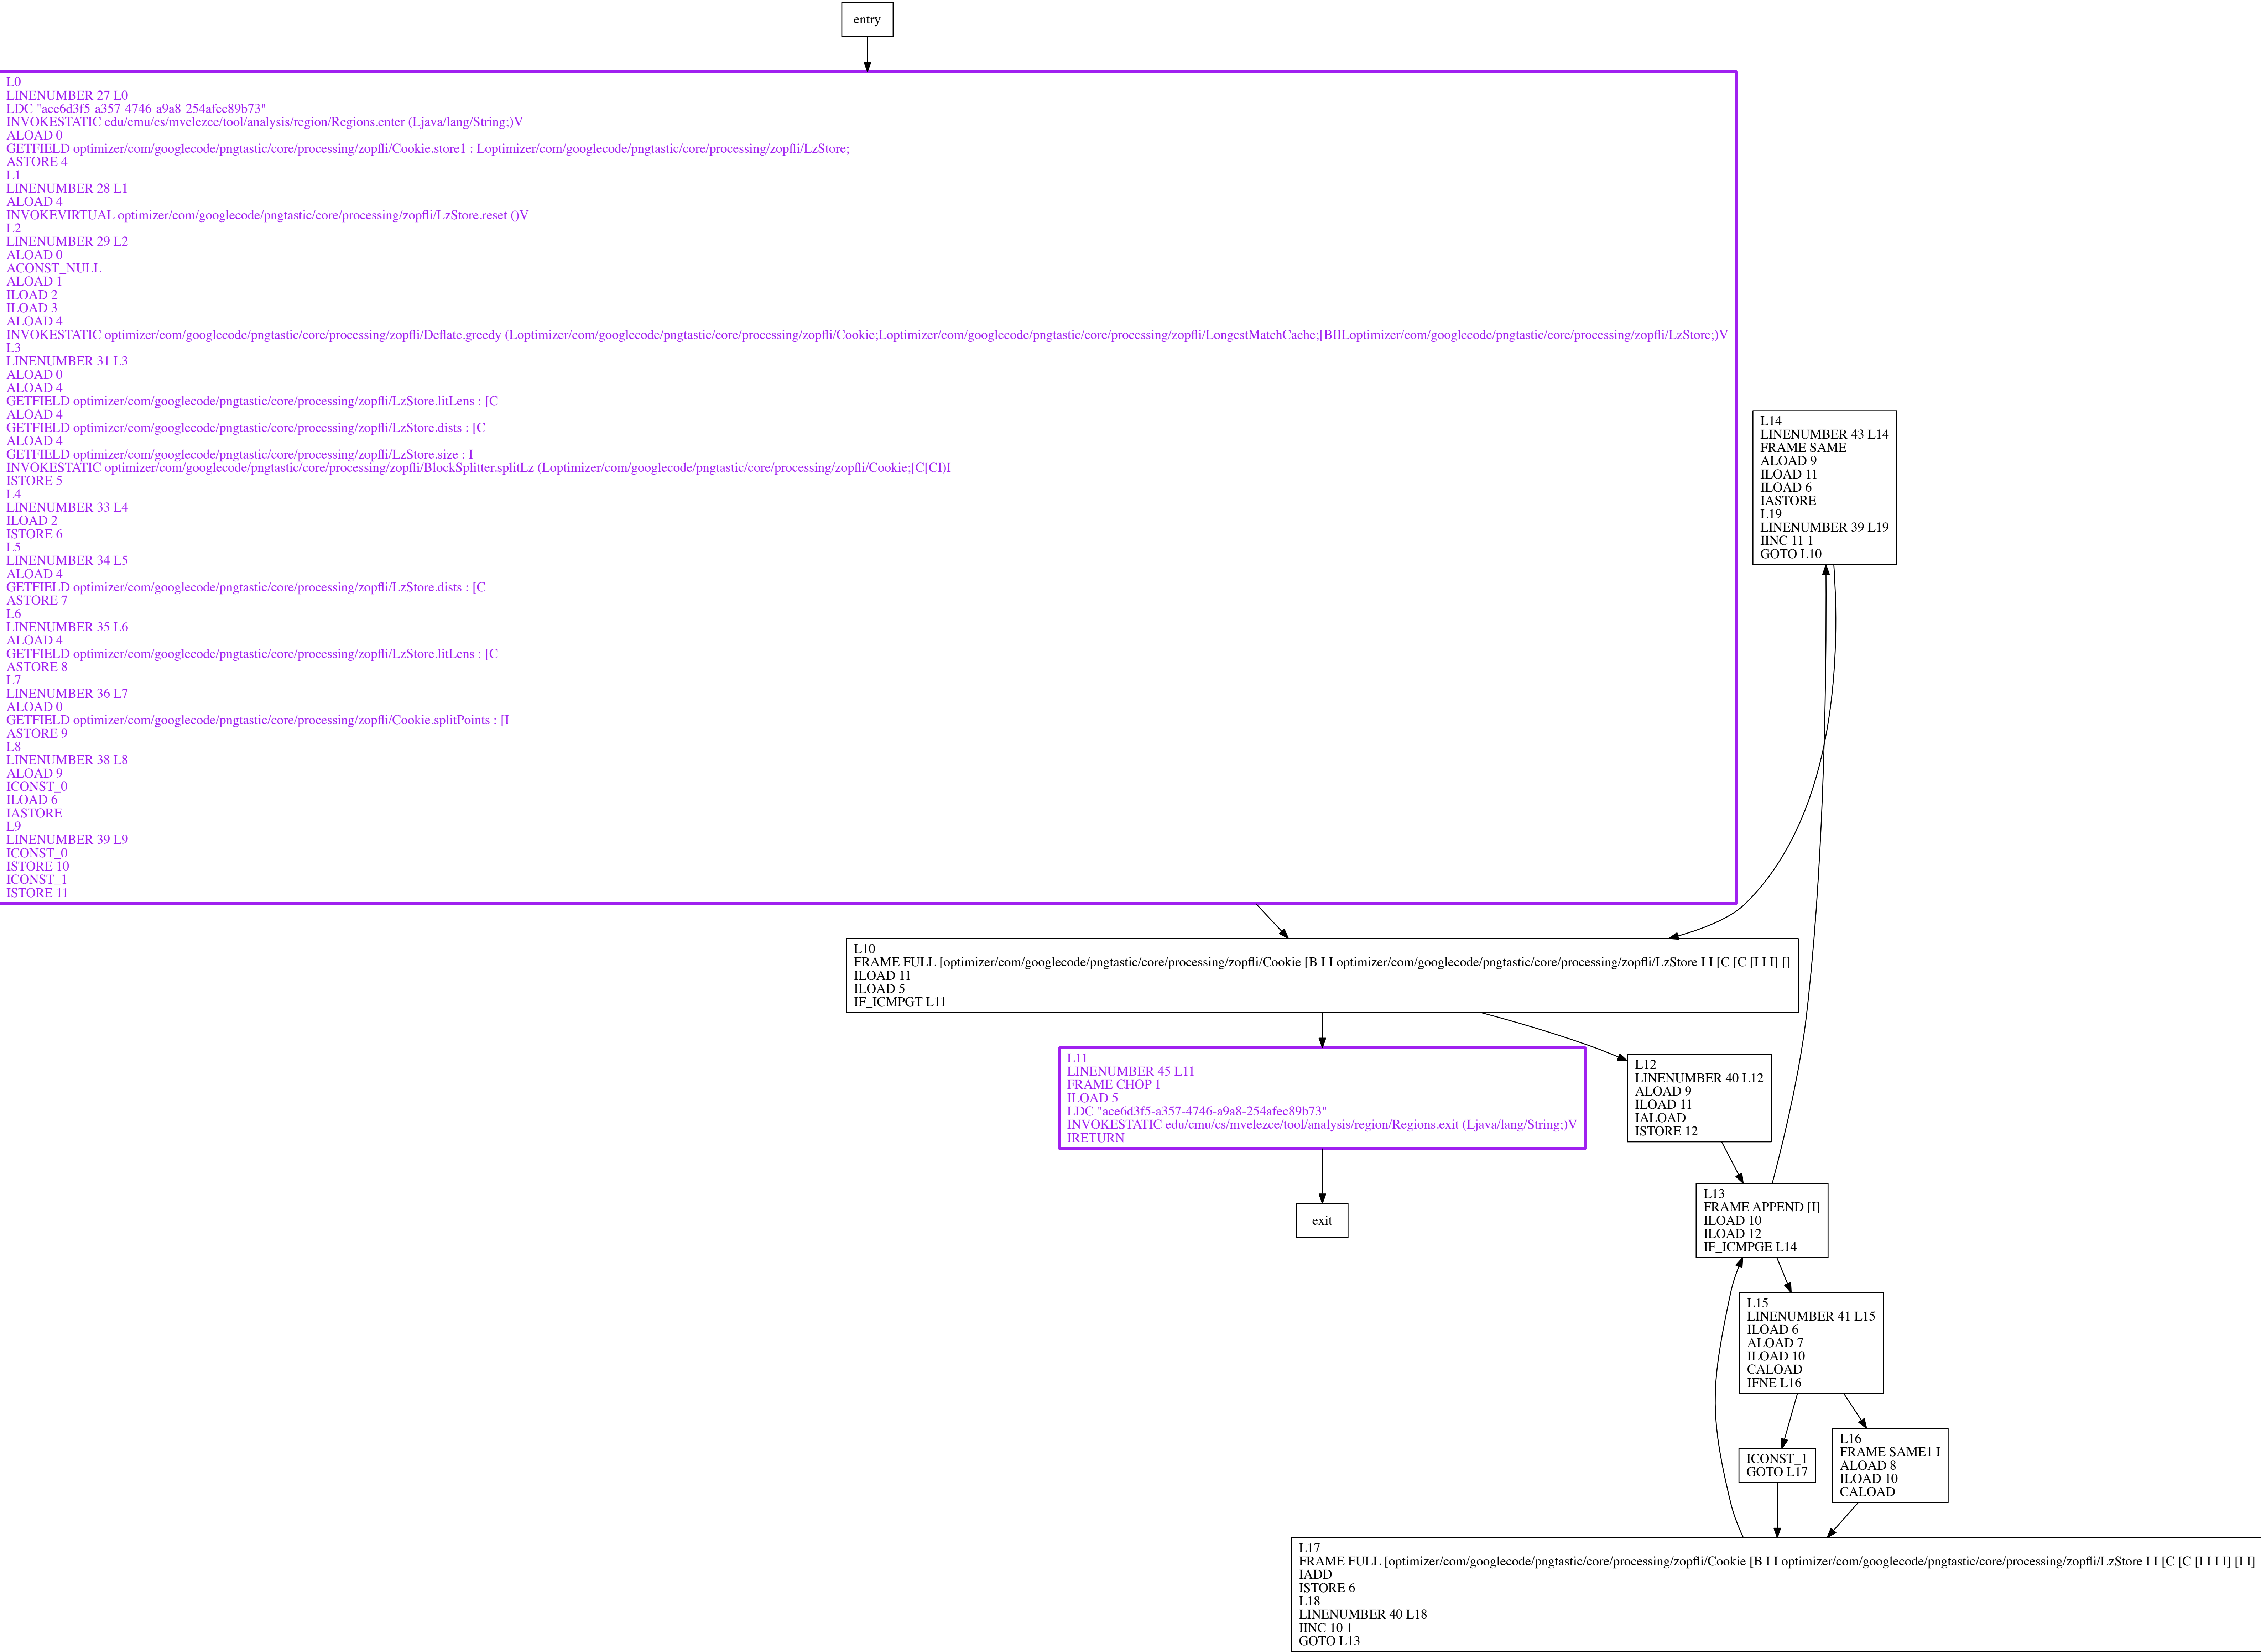 entry
L0
LINENUMBER 27 L0
LDC "ace6d3f5-a357-4746-a9a8-254afec89b73"
INVOKESTATIC edu/cmu/cs/mvelezce/tool/analysis/region/Regions.enter (Ljava/lang/String;)V
ALOAD 0
GETFIELD optimizer/com/googlecode/pngtastic/core/processing/zopfli/Cookie.store1 : Loptimizer/com/googlecode/pngtastic/core/processing/zopfli/LzStore;
ASTORE 4
L1
LINENUMBER 28 L1
ALOAD 4
INVOKEVIRTUAL optimizer/com/googlecode/pngtastic/core/processing/zopfli/LzStore.reset ()V
L2
LINENUMBER 29 L2
ALOAD 0
ACONST_NULL
ALOAD 1
ILOAD 2
ILOAD 3
ALOAD 4
INVOKESTATIC optimizer/com/googlecode/pngtastic/core/processing/zopfli/Deflate.greedy (Loptimizer/com/googlecode/pngtastic/core/processing/zopfli/Cookie;Loptimizer/com/googlecode/pngtastic/core/processing/zopfli/LongestMatchCache;[BIILoptimizer/com/googlecode/pngtastic/core/processing/zopfli/LzStore;)V
L3
LINENUMBER 31 L3
ALOAD 0
ALOAD 4
GETFIELD optimizer/com/googlecode/pngtastic/core/processing/zopfli/LzStore.litLens : [C
ALOAD 4
GETFIELD optimizer/com/googlecode/pngtastic/core/processing/zopfli/LzStore.dists : [C
ALOAD 4
GETFIELD optimizer/com/googlecode/pngtastic/core/processing/zopfli/LzStore.size : I
INVOKESTATIC optimizer/com/googlecode/pngtastic/core/processing/zopfli/BlockSplitter.splitLz (Loptimizer/com/googlecode/pngtastic/core/processing/zopfli/Cookie;[C[CI)I
ISTORE 5
L4
LINENUMBER 33 L4
ILOAD 2
ISTORE 6
L5
LINENUMBER 34 L5
ALOAD 4
GETFIELD optimizer/com/googlecode/pngtastic/core/processing/zopfli/LzStore.dists : [C
ASTORE 7
L6
LINENUMBER 35 L6
ALOAD 4
GETFIELD optimizer/com/googlecode/pngtastic/core/processing/zopfli/LzStore.litLens : [C
ASTORE 8
L7
LINENUMBER 36 L7
ALOAD 0
GETFIELD optimizer/com/googlecode/pngtastic/core/processing/zopfli/Cookie.splitPoints : [I
ASTORE 9
L8
LINENUMBER 38 L8
ALOAD 9
ICONST_0
ILOAD 6
IASTORE
L9
LINENUMBER 39 L9
ICONST_0
ISTORE 10
ICONST_1
ISTORE 11
L14
LINENUMBER 43 L14
FRAME SAME
ALOAD 9
ILOAD 11
ILOAD 6
IASTORE
L19
LINENUMBER 39 L19
IINC 11 1
GOTO L10
L10
FRAME FULL [optimizer/com/googlecode/pngtastic/core/processing/zopfli/Cookie [B I I optimizer/com/googlecode/pngtastic/core/processing/zopfli/LzStore I I [C [C [I I I] []
ILOAD 11
ILOAD 5
IF_ICMPGT L11
L11
LINENUMBER 45 L11
FRAME CHOP 1
ILOAD 5
LDC "ace6d3f5-a357-4746-a9a8-254afec89b73"
INVOKESTATIC edu/cmu/cs/mvelezce/tool/analysis/region/Regions.exit (Ljava/lang/String;)V
IRETURN
L12
LINENUMBER 40 L12
ALOAD 9
ILOAD 11
IALOAD
ISTORE 12
exit
L13
FRAME APPEND [I]
ILOAD 10
ILOAD 12
IF_ICMPGE L14
L15
LINENUMBER 41 L15
ILOAD 6
ALOAD 7
ILOAD 10
CALOAD
IFNE L16
ICONST_1
GOTO L17
L16
FRAME SAME1 I
ALOAD 8
ILOAD 10
CALOAD
L17
FRAME FULL [optimizer/com/googlecode/pngtastic/core/processing/zopfli/Cookie [B I I optimizer/com/googlecode/pngtastic/core/processing/zopfli/LzStore I I [C [C [I I I I] [I I]
IADD
ISTORE 6
L18
LINENUMBER 40 L18
IINC 10 1
GOTO L13